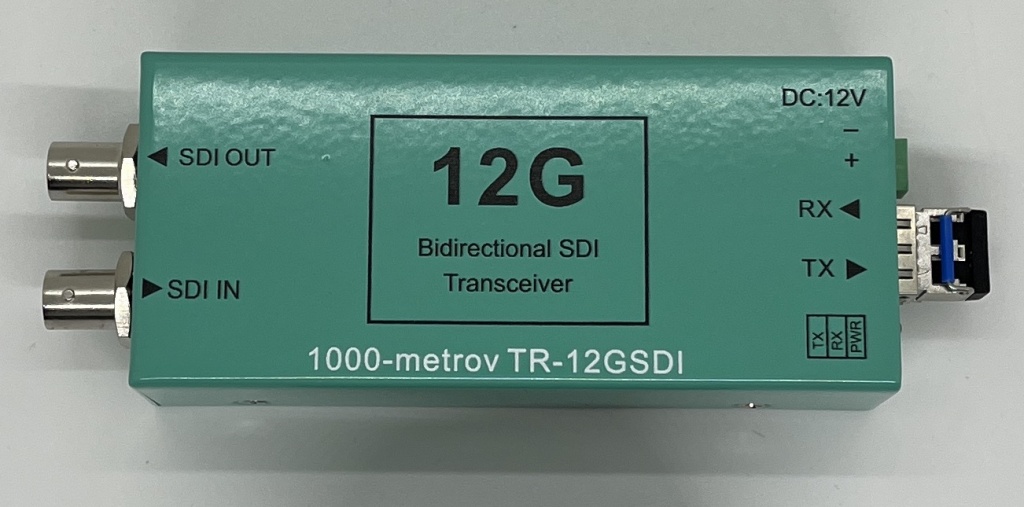 DC:12V
−
+
SDI OUT
12G
Bidirectional SDI
Transceiver
RX
TX
SDI IN
TX
RX
PWR
1000-metrov TR-12GSDI